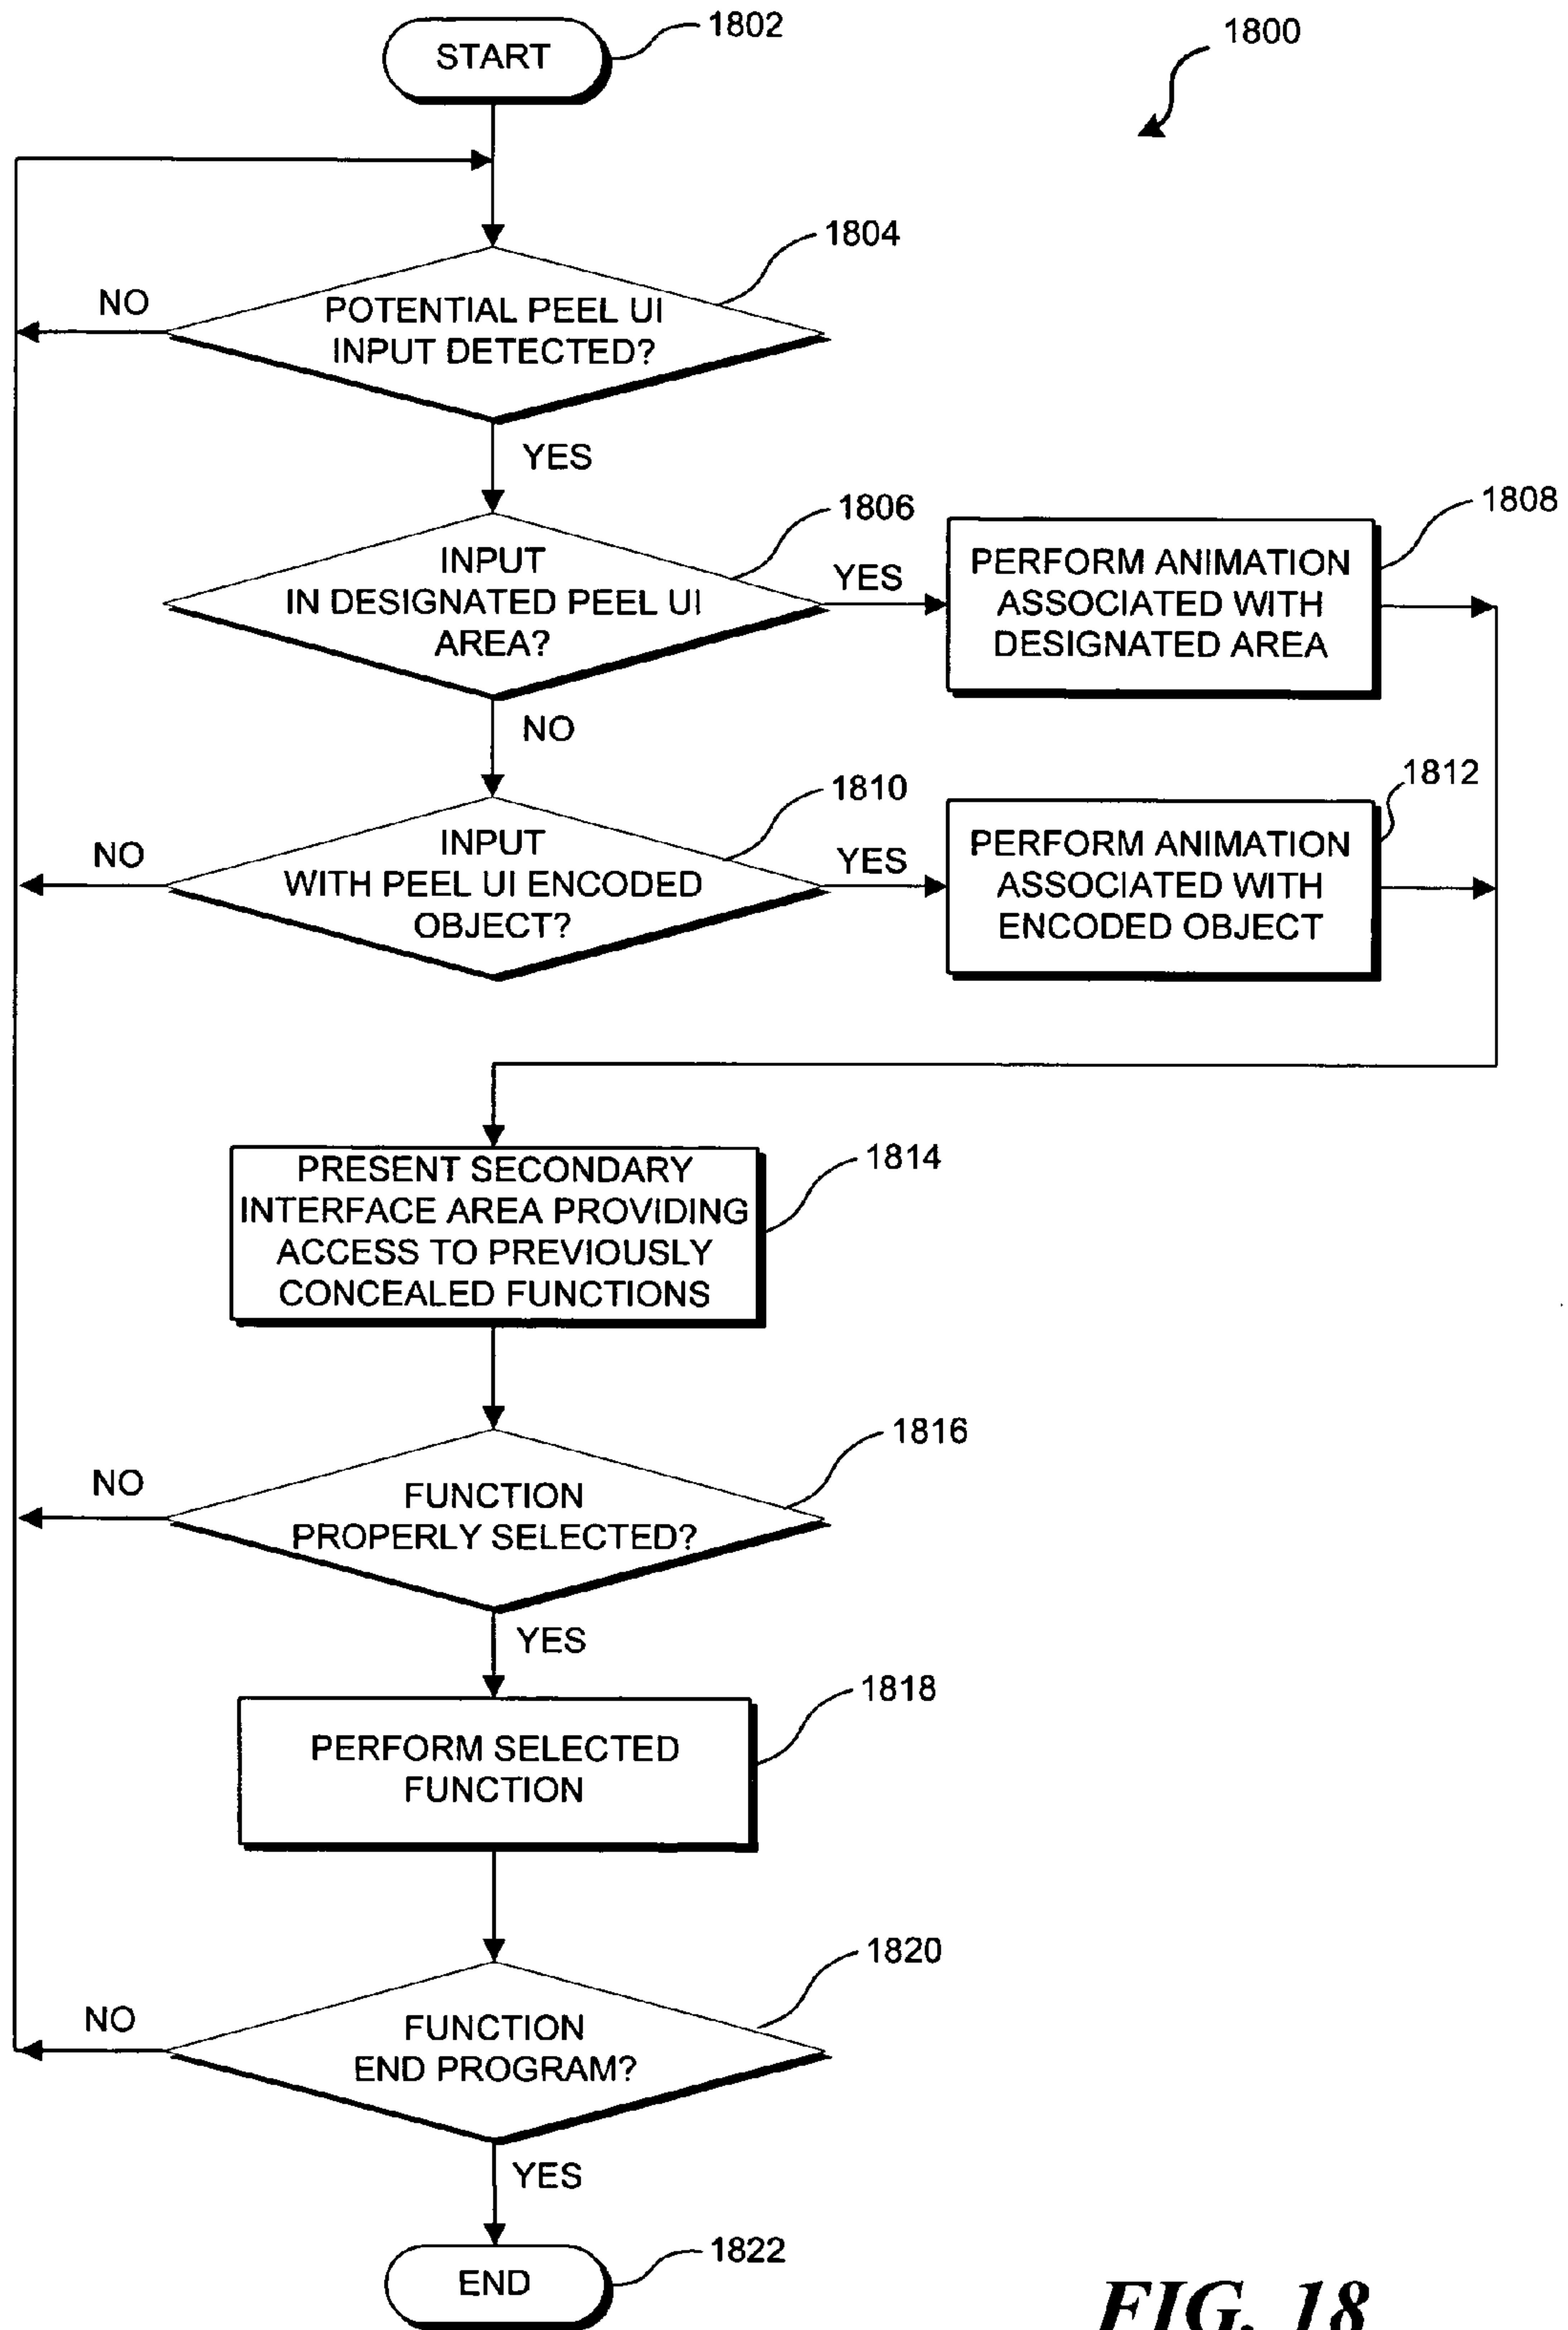 START
1802
1800
1804
NO
POTENTIAL PEEL UI
INPUT DETECTED?
YES
1806
INPUT
IN DESIGNATED PEEL UI
AREA?
YES
1808
PERFORM ANIMATION
ASSOCIATED WITH
DESIGNATED AREA
NO
1810
NO
INPUT
WITH PEEL UI ENCODED
OBJECT?
YES
1812
PERFORM ANIMATION
ASSOCIATED WITH
ENCODED OBJECT
1814
PRESENT SECONDARY
INTERFACE AREA PROVIDING
ACCESS TO PREVIOUSLY
CONCEALED FUNCTIONS
1816
NO
FUNCTION
PROPERLY SELECTED?
YES
1818
PERFORM SELECTED
FUNCTION
1820
NO
FUNCTION
END PROGRAM?
YES
1822
END
FIG. 18